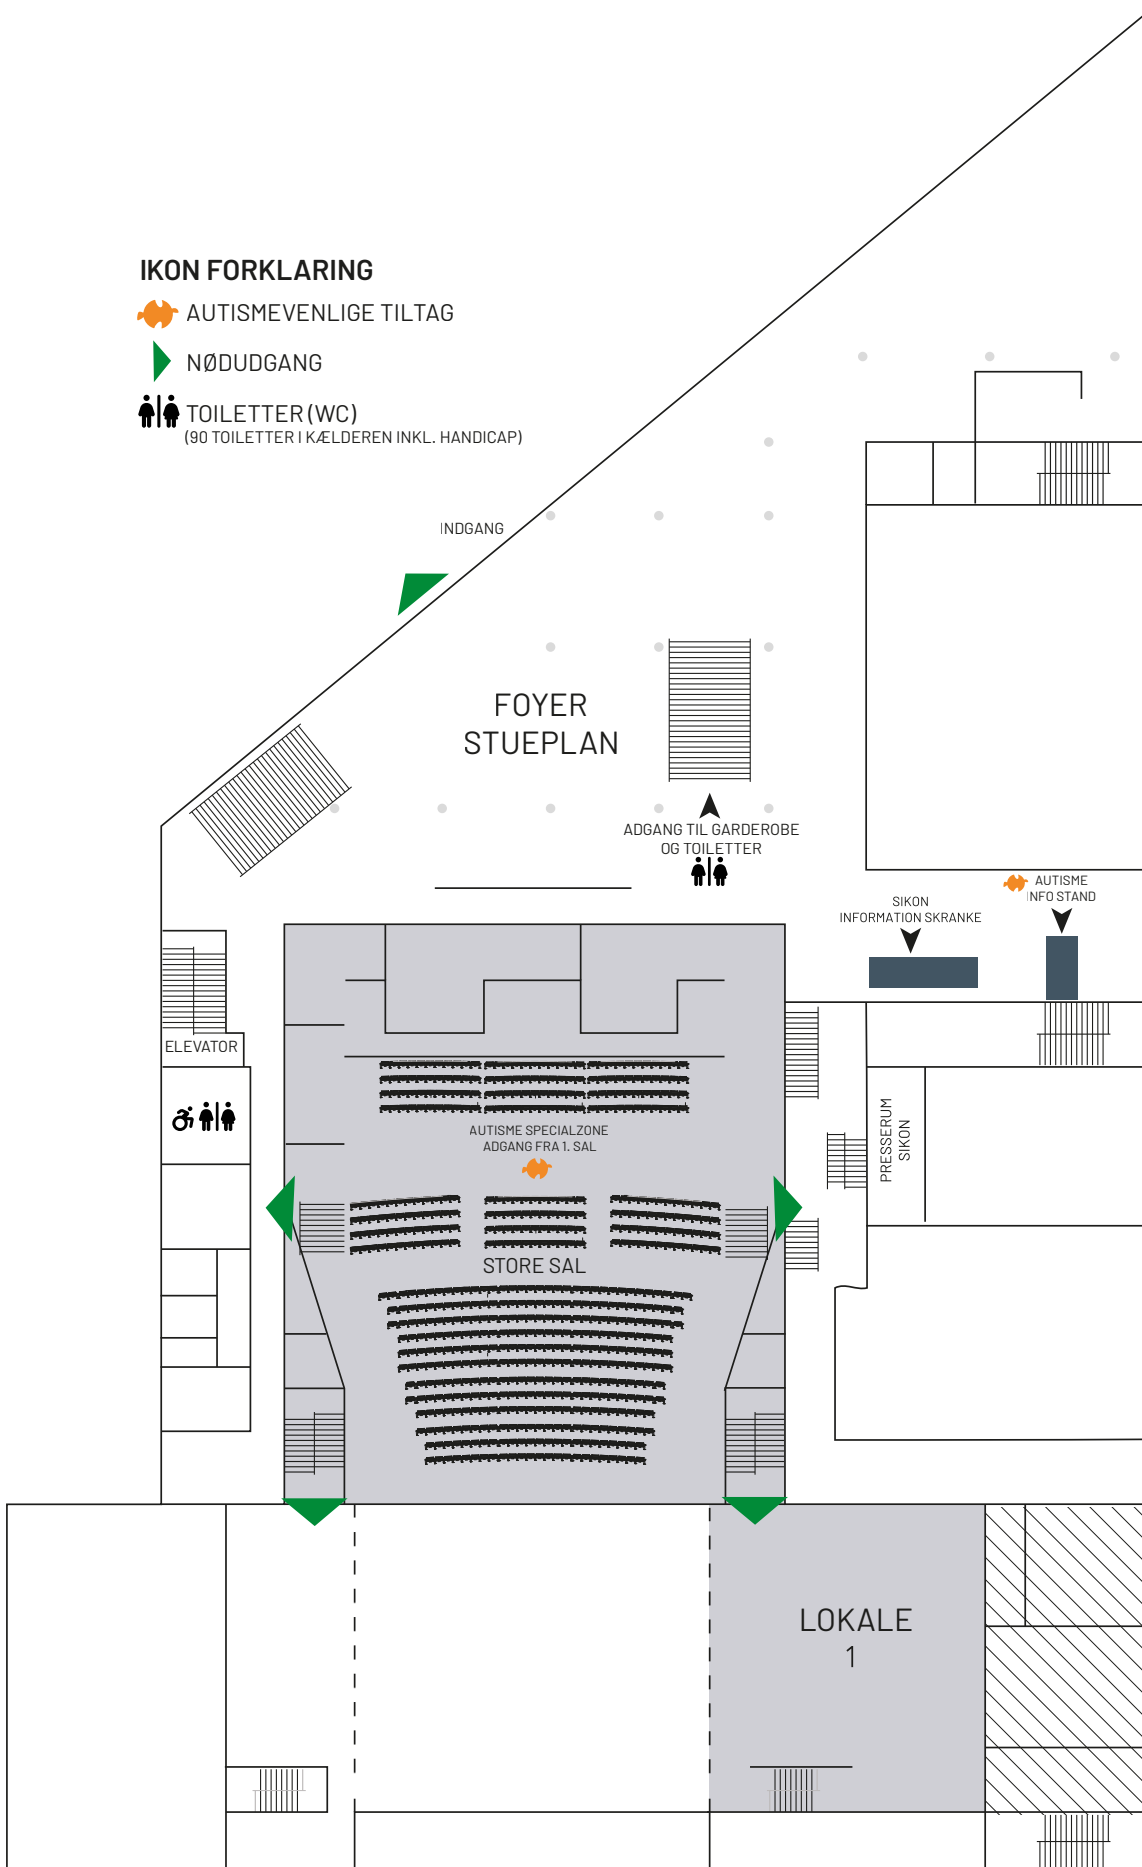 IKON FORKLARING
AUTISMEVENLIGE TILTAG
NØDUDGANG
TOILETTER (WC)
(90 TOILETTER I KÆLDEREN INKL. HANDICAP)
INDGANG
FOYER
STUEPLAN
ADGANG TIL GARDEROBE
OG TOILETTER
AUTISME
INFO STAND
SIKON
INFORMATION SKRANKE
ELEVATOR
PRESSERUM
SIKON
AUTISME SPECIALZONE
ADGANG FRA 1. SAL
STORE SAL
LOKALE
1